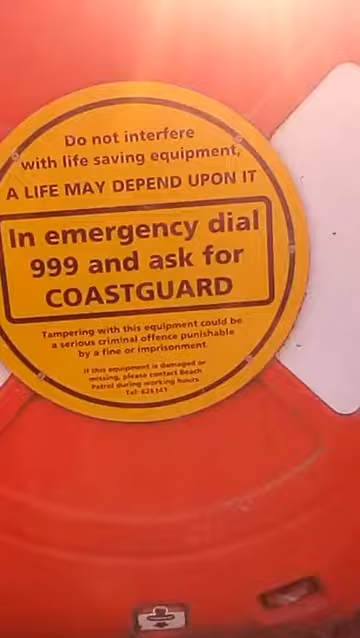 Do not interfere
with life saving equipment,
A LIFE MAY DEPEND UPON IT
In emergency dial
999 and ask for
COASTGUARD
Tampering with this equipment could be
a serious criminal offence punishable
by a fine or imprisonment.
If this equipment is damaged or
missing, please contact Beach
Patrol during working hours
Tel: 626341